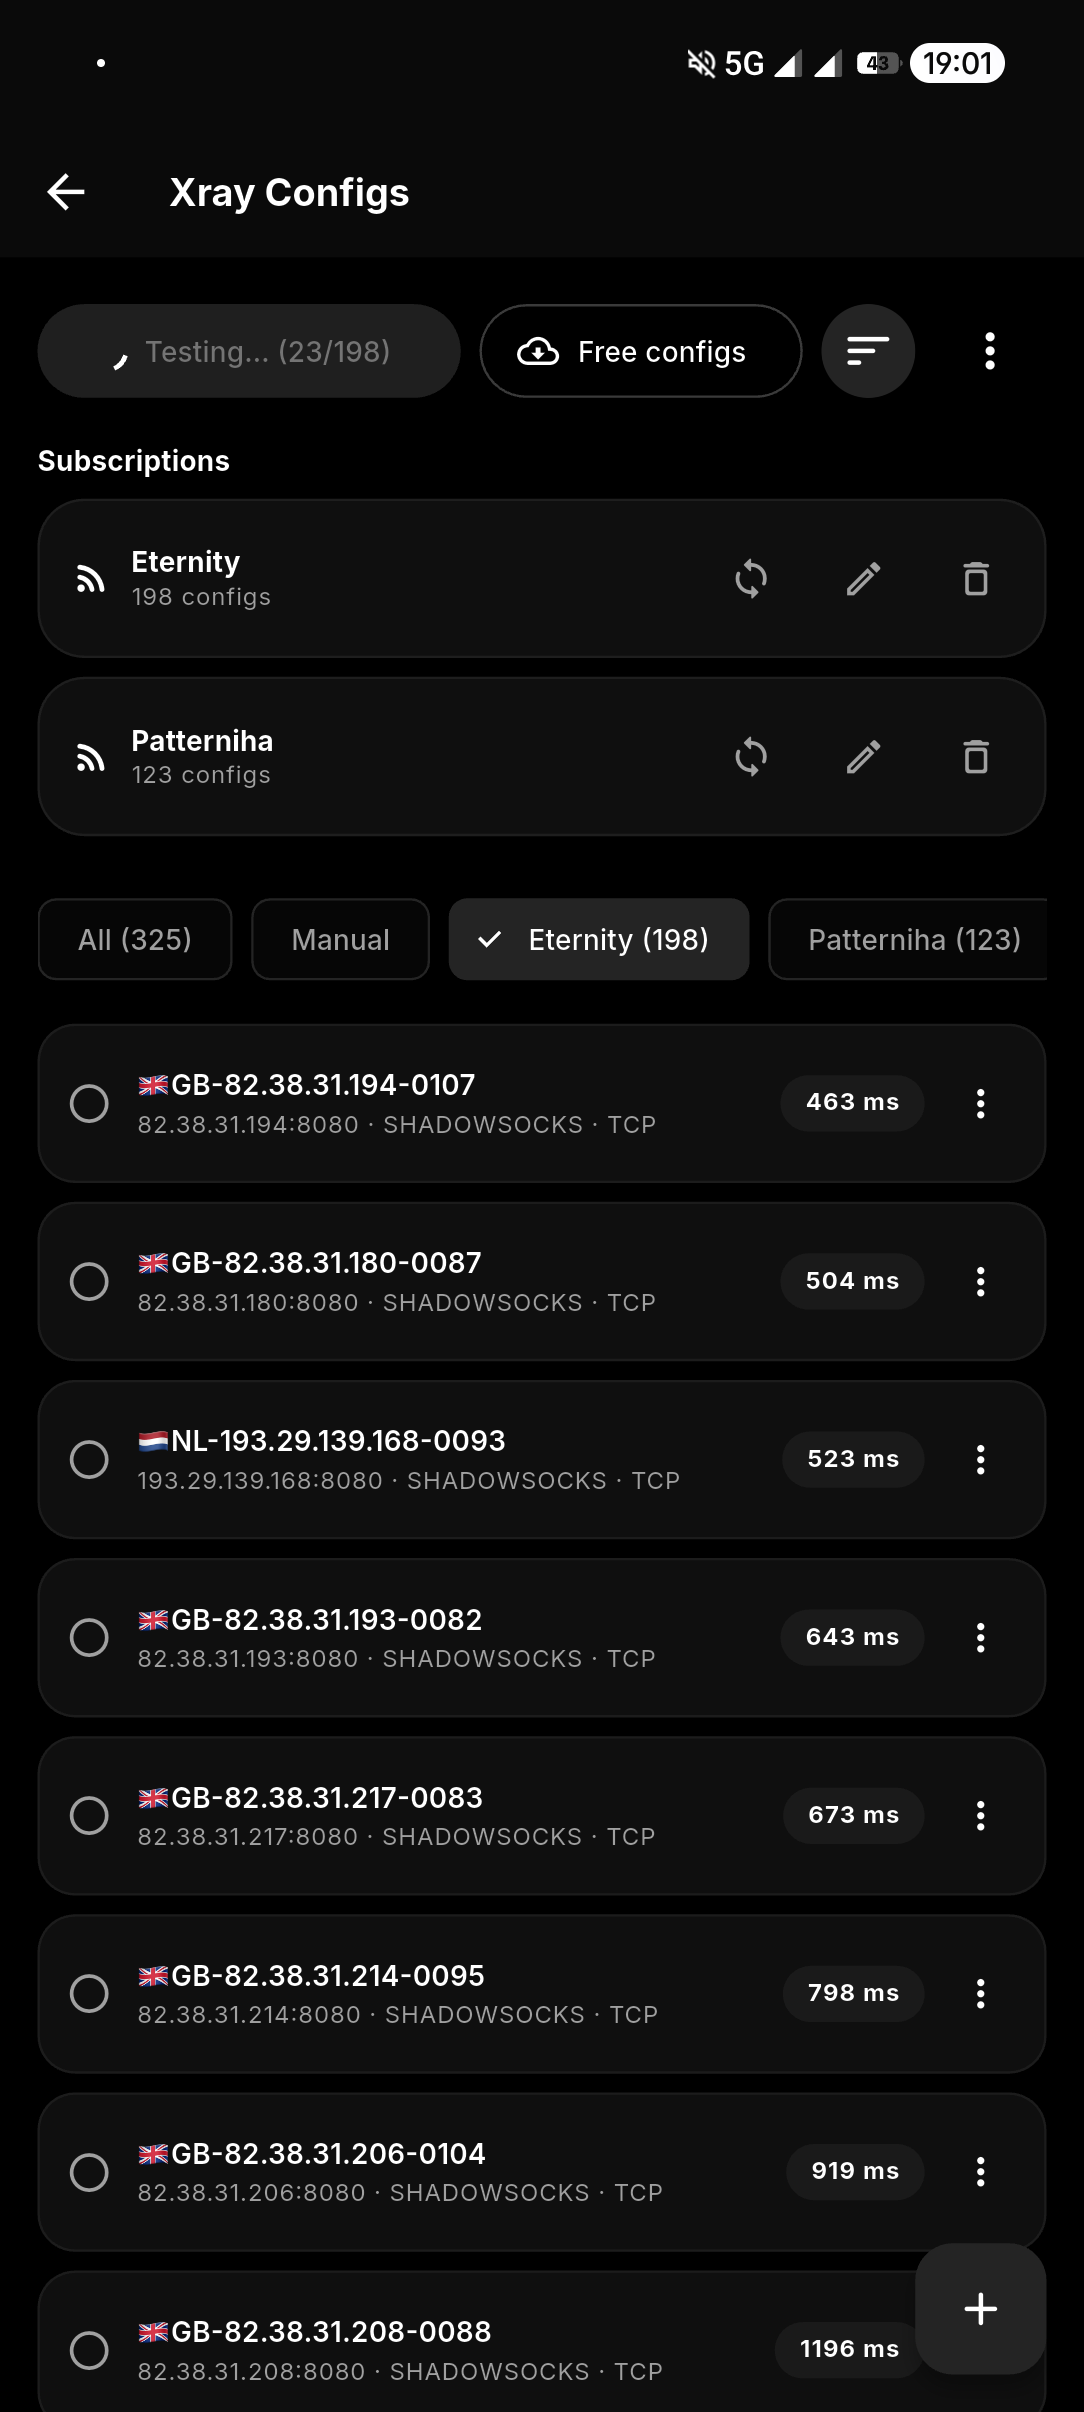 5G 43 19:01
Xray Configs
Testing... (23/198)
Free configs
Subscriptions
Eternity
198 configs
Patterniha
123 configs
All (325)
Manual
Eternity (198)
Patterniha (123)
🇬🇧GB-82.38.31.194-0107
82.38.31.194:8080 · SHADOWSOCKS · TCP
463 ms
🇬🇧GB-82.38.31.180-0087
82.38.31.180:8080 · SHADOWSOCKS · TCP
504 ms
🇳🇱NL-193.29.139.168-0093
193.29.139.168:8080 · SHADOWSOCKS · TCP
523 ms
🇬🇧GB-82.38.31.193-0082
82.38.31.193:8080 · SHADOWSOCKS · TCP
643 ms
🇬🇧GB-82.38.31.217-0083
82.38.31.217:8080 · SHADOWSOCKS · TCP
673 ms
🇬🇧GB-82.38.31.214-0095
82.38.31.214:8080 · SHADOWSOCKS · TCP
798 ms
🇬🇧GB-82.38.31.206-0104
82.38.31.206:8080 · SHADOWSOCKS · TCP
919 ms
🇬🇧GB-82.38.31.208-0088
82.38.31.208:8080 · SHADOWSOCKS · TCP
1196 ms